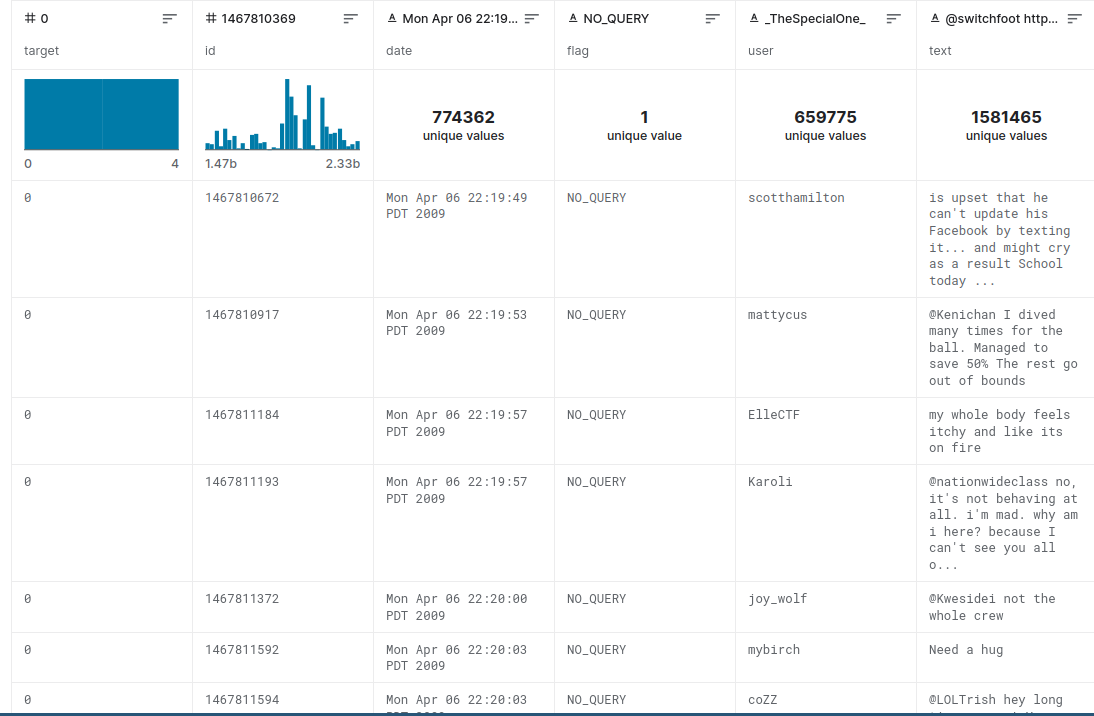 0 1467810369 Mon Apr 06 22:19... NO_QUERY _TheSpecialOne_ @switchfoot http...
target id date flag user text
774362 1 659775 1581465
unique values unique value unique values unique values
0 4 1.47b 2.33b
0 1467810672 Mon Apr 06 22:19:49 NO_QUERY scotthamilton is upset that he
PDT 2009 can't update his
Facebook by texting
it... and might cry
as a result School
today ...
0 1467810917 Mon Apr 06 22:19:53 NO_QUERY mattycus @Kenichan I dived
PDT 2009 many times for the
ball. Managed to
save 50% The rest go
out of bounds
0 1467811184 Mon Apr 06 22:19:57 NO_QUERY ElleCTF my whole body feels
PDT 2009 itchy and like its
on fire
0 1467811193 Mon Apr 06 22:19:57 NO_QUERY Karoli @nationwideclass no,
PDT 2009 it's not behaving at
all. i'm mad. why am
i here? because I
can't see you all
o...
0 1467811372 Mon Apr 06 22:20:00 NO_QUERY joy_wolf @Kwesidei not the
PDT 2009 whole crew
0 1467811592 Mon Apr 06 22:20:03 NO_QUERY mybirch Need a hug
PDT 2009
0 1467811594 Mon Apr 06 22:20:03 NO_QUERY coZZ @LOLTrish hey long